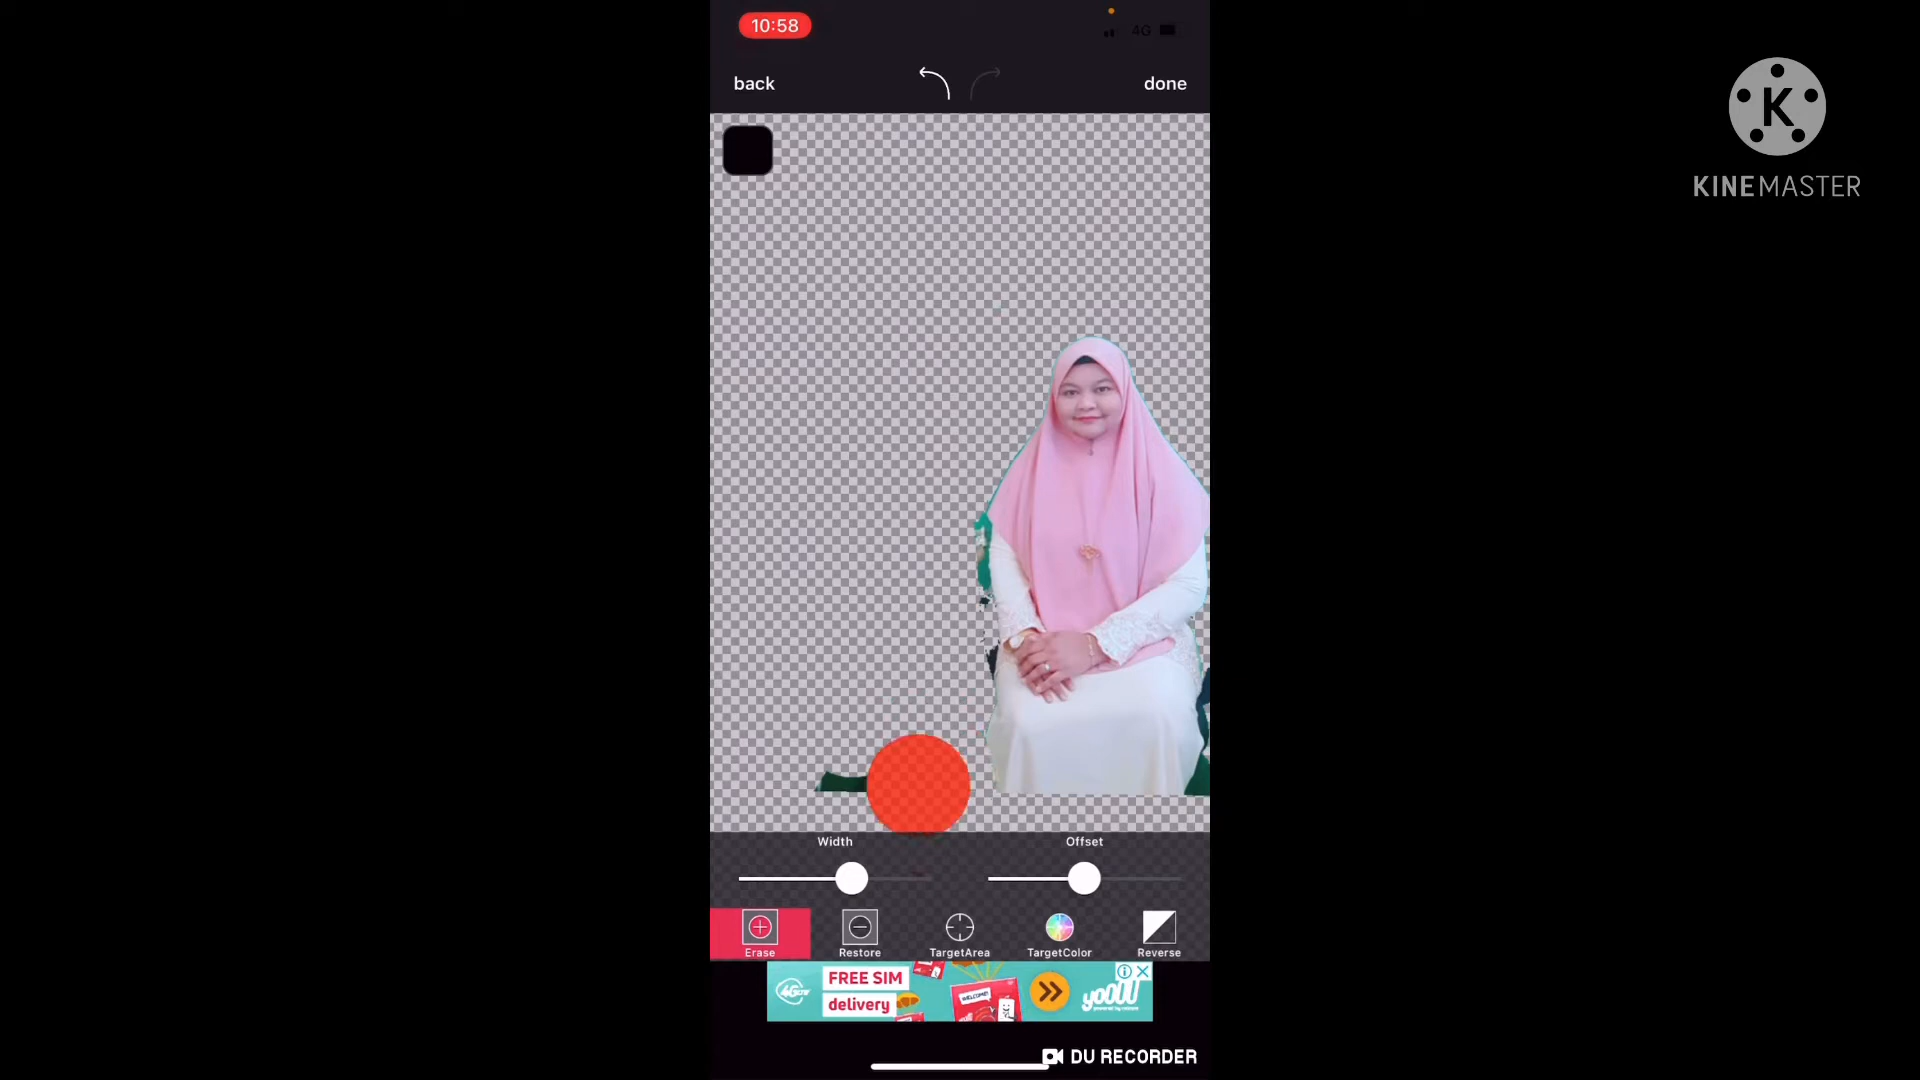 10:58
4G
back
done
KINEMASTER
Width
Offset
Erase
Restore
TargetArea
TargetColor
Reverse
FREE SIM
delivery
WELCOME!
yoodo
DU RECORDER